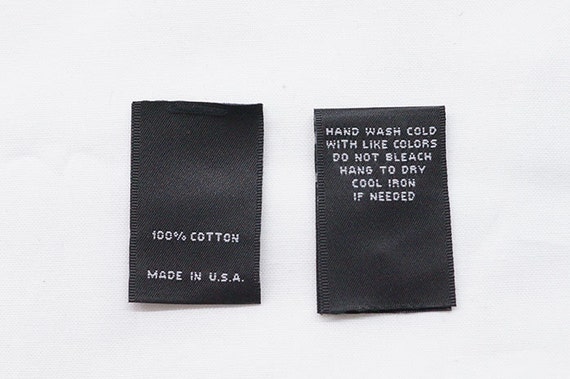 100% COTTON
MADE IN U.S.A.
HAND WASH COLD
WITH LIKE COLORS
DO NOT BLEACH
HANG TO DRY
COOL IRON
IF NEEDED